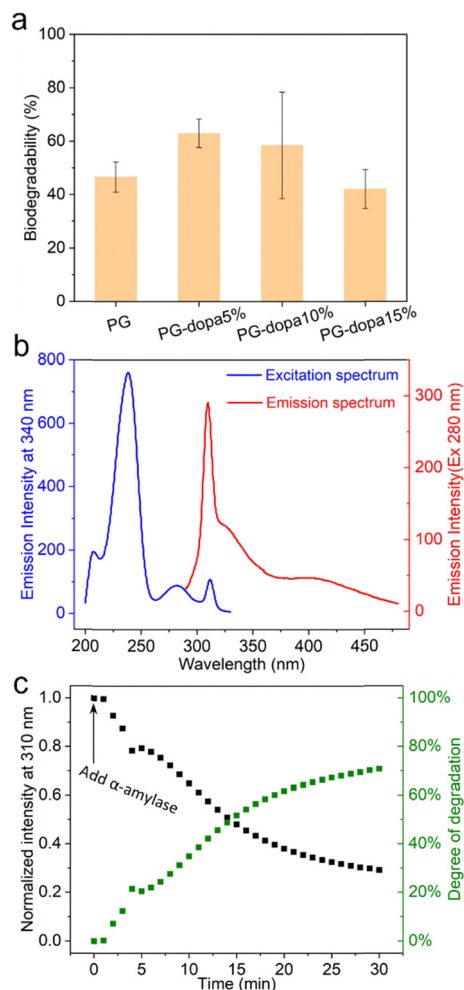 a
100
80
60
40
20
0
Biodegradability (%)
PG
PG-dopa5%
PG-dopa10%
PG-dopa15%
b
800
600
400
200
0
Emission Intensity at 340 nm
Excitation spectrum
Emission spectrum
300
200
100
0
Emission Intensity(Ex 280 nm)
200 250 300 350 400 450
Wavelength (nm)
c
1.0
0.8
0.6
0.4
0.2
0.0
Normalized intensity at 310 nm
Add α-amylase
100%
80%
60%
40%
20%
0%
Degree of degradation
0 5 10 15 20 25 30
Time (min)